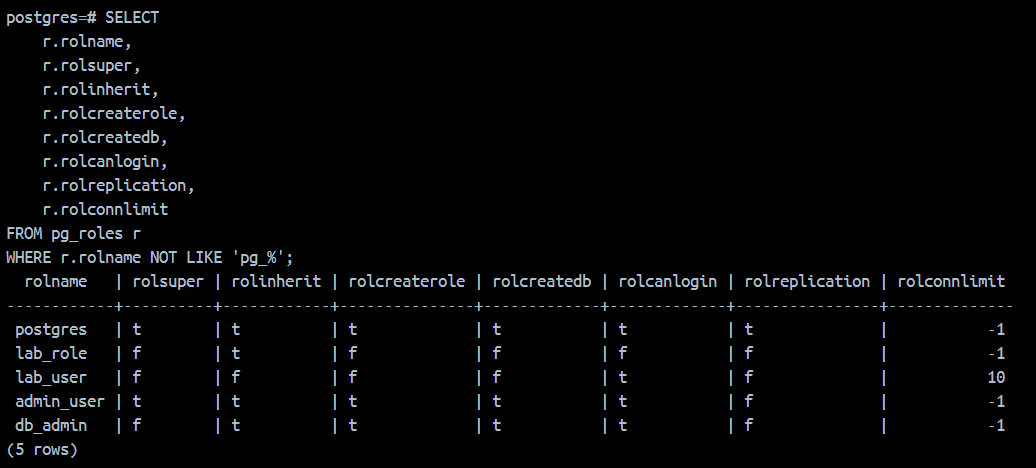 postgres=# SELECT
    r.rolname,
    r.rolsuper,
    r.rolinherit,
    r.rolcreaterole,
    r.rolcreatedb,
    r.rolcanlogin,
    r.rolreplication,
    r.rolconnlimit
FROM pg_roles r
WHERE r.rolname NOT LIKE 'pg_%';
  rolname   | rolsuper | rolinherit | rolcreaterole | rolcreatedb | rolcanlogin | rolreplication | rolconnlimit
------------+----------+------------+---------------+-------------+-------------+----------------+--------------
 postgres   | t        | t          | t             | t           | t           | t              |           -1
 lab_role   | f        | t          | f             | f           | f           | f              |           -1
 lab_user   | f        | f          | f             | f           | t           | f              |           10
 admin_user | t        | t          | t             | t           | t           | f              |           -1
 db_admin   | f        | t          | t             | t           | t           | f              |           -1
(5 rows)